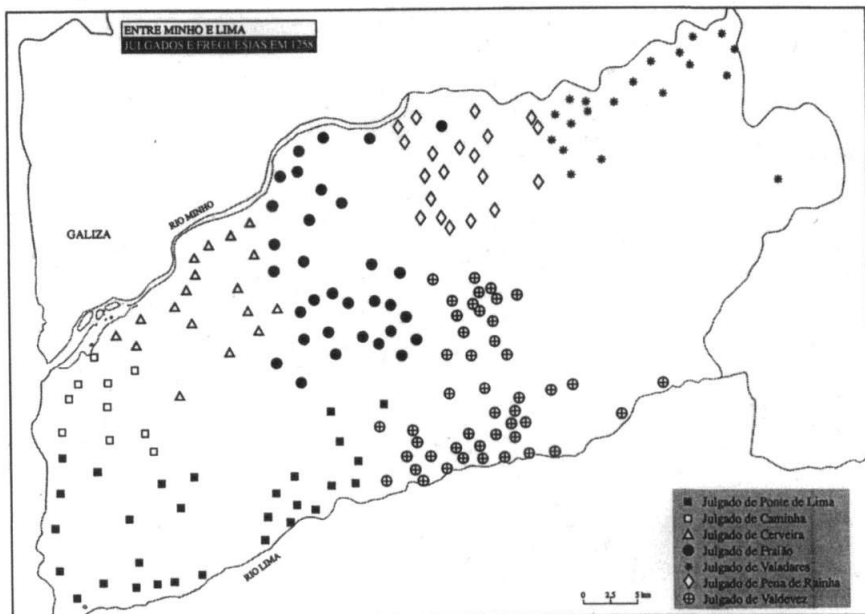 ENTRE MINHO E LIMA
JULGADOS E FREGUESIAS EM 1258
RIO MINHO
GALIZA
RIO LIMA
0 5 km
Julgado de Ponte de Lima
Julgado de Caminha
Julgado de Cerveira
Julgado de Fraião
Julgado de Valadares
Julgado de Pena de Rainha
Julgado de Valdevez